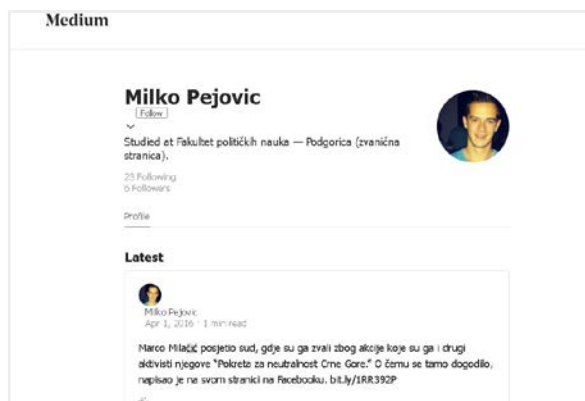 Medium
Milko Pejovic
Follow
Studied at Fakultet političkih nauka — Podgorica (zvanična
stranica).
23 Following
6 Followers
Profile
Latest
Milko Pejovic
Apr 1, 2016 · 1 min read
Marco Milačić posjetio sud, gdje su ga zvali zbog akcije koje su ga i drugi
aktivisti njegove "Pokreta za neutralnost Crne Gore." O čemu se tamo dogodilo,
napisao je na svom stranici na Facebooku. bit.ly/1RR392P